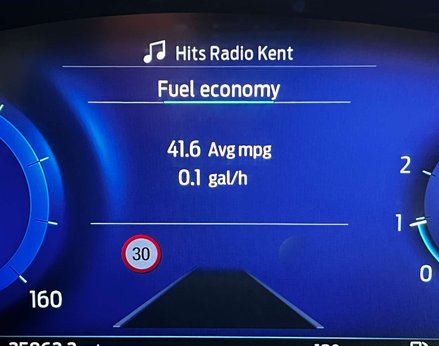 Hits Radio Kent
Fuel economy
41.6 Avg mpg
0.1 gal/h
2
1
30
0
160